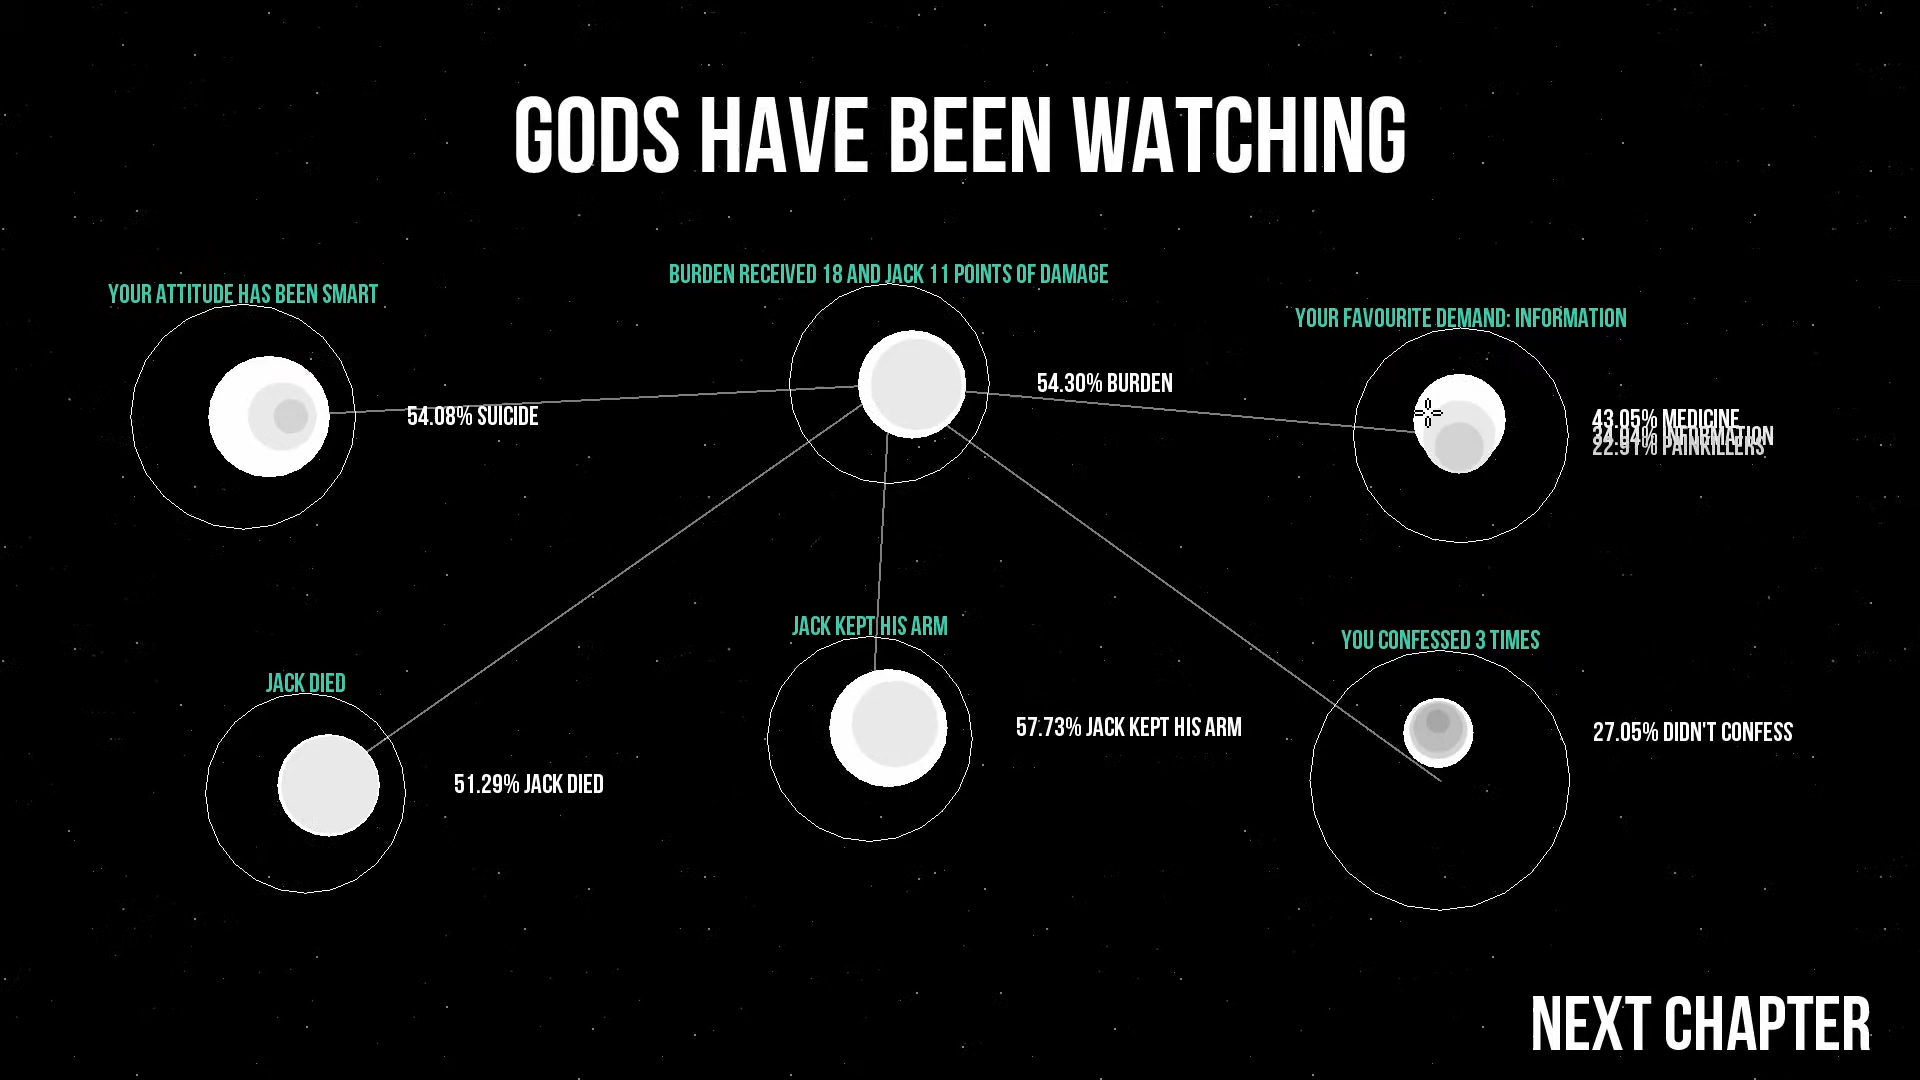 GODS HAVE BEEN WATCHING
BURDEN RECEIVED 18 AND JACK 11 POINTS OF DAMAGE
YOUR ATTITUDE HAS BEEN SMART
YOUR FAVOURITE DEMAND: INFORMATION
54.30% BURDEN
54.08% SUICIDE
43.05% MEDICINE
34.04% INFORMATION
22.91% PAINKILLERS
JACK KEPT HIS ARM
YOU CONFESSED 3 TIMES
JACK DIED
57.73% JACK KEPT HIS ARM
27.05% DIDN'T CONFESS
51.29% JACK DIED
NEXT CHAPTER